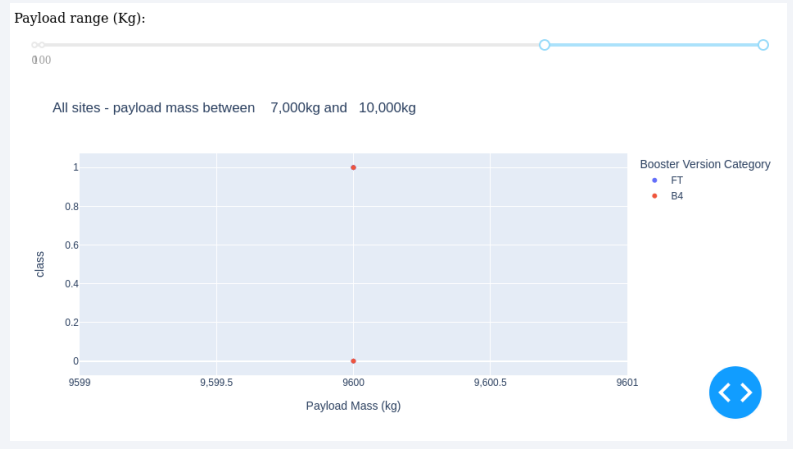 Payload range (Kg):
0100
All sites - payload mass between 7,000kg and 10,000kg
Booster Version Category
FT
B4
class
1
0.8
0.6
0.4
0.2
0
9599 9,599.5 9600 9,600.5 9601
Payload Mass (kg)